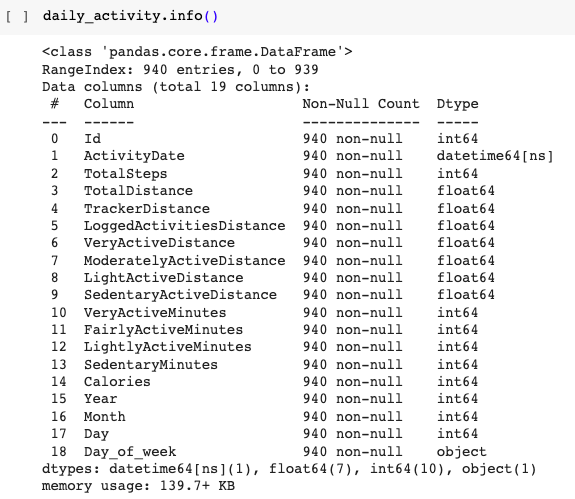 [ ] daily_activity.info()
<class 'pandas.core.frame.DataFrame'>
RangeIndex: 940 entries, 0 to 939
Data columns (total 19 columns):
 #   Column                    Non-Null Count  Dtype
---  ------                    --------------  -----
 0   Id                        940 non-null    int64
 1   ActivityDate              940 non-null    datetime64[ns]
 2   TotalSteps                940 non-null    int64
 3   TotalDistance             940 non-null    float64
 4   TrackerDistance           940 non-null    float64
 5   LoggedActivitiesDistance  940 non-null    float64
 6   VeryActiveDistance        940 non-null    float64
 7   ModeratelyActiveDistance  940 non-null    float64
 8   LightActiveDistance       940 non-null    float64
 9   SedentaryActiveDistance   940 non-null    float64
 10  VeryActiveMinutes         940 non-null    int64
 11  FairlyActiveMinutes       940 non-null    int64
 12  LightlyActiveMinutes      940 non-null    int64
 13  SedentaryMinutes          940 non-null    int64
 14  Calories                  940 non-null    int64
 15  Year                      940 non-null    int64
 16  Month                     940 non-null    int64
 17  Day                       940 non-null    int64
 18  Day_of_week               940 non-null    object
dtypes: datetime64[ns](1), float64(7), int64(10), object(1)
memory usage: 139.7+ KB